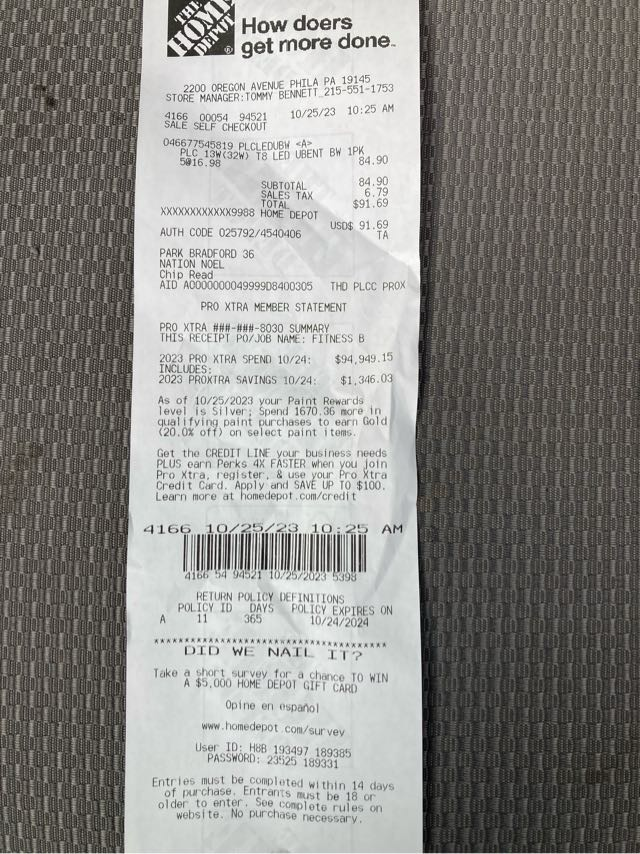 THE HOME DEPOT ®
How doers
get more done™
2200 OREGON AVENUE PHILA PA 19145
STORE MANAGER:TOMMY BENNETT 215-551-1753
4166 00054 94521 10/25/23 10:25 AM
SALE SELF CHECKOUT
046677545819 PLCLEDUBW <A>
PLC 13W(32W) T8 LED UBENT BW 1PK
5@16.98 84.90
SUBTOTAL 84.90
SALES TAX 6.79
TOTAL $91.69
XXXXXXXXXXXX9988 HOME DEPOT
USD$ 91.69
AUTH CODE 025792/4540406 TA
PARK BRADFORD 36
NATION NOEL
Chip Read
AID A0000000049999D8400305 THD PLCC PROX
PRO XTRA MEMBER STATEMENT
PRO XTRA ###-###-8030 SUMMARY
THIS RECEIPT PO/JOB NAME: FITNESS B
2023 PRO XTRA SPEND 10/24: $94,949.15
INCLUDES:
2023 PROXTRA SAVINGS 10/24: $1,346.03
As of 10/25/2023 your Paint Rewards
level is Silver; Spend 1670.36 more in
qualifying paint purchases to earn Gold
(20.0% off) on select paint items.
Get the CREDIT LINE your business needs
PLUS earn Perks 4X FASTER when you join
Pro Xtra, register, & use your Pro Xtra
Credit Card. Apply and SAVE UP TO $100.
Learn more at homedepot.com/credit
4166 10/25/23 10:25 AM
4166 54 94521 10/25/2023 5398
RETURN POLICY DEFINITIONS
POLICY ID DAYS POLICY EXPIRES ON
A 11 365 10/24/2024
****************************************
DID WE NAIL IT?
Take a short survey for a chance TO WIN
A $5,000 HOME DEPOT GIFT CARD
Opine en español
www.homedepot.com/survey
User ID: H8B 193497 189385
PASSWORD: 23525 189331
Entries must be completed within 14 days
of purchase. Entrants must be 18 or
older to enter. See complete rules on
website. No purchase necessary.